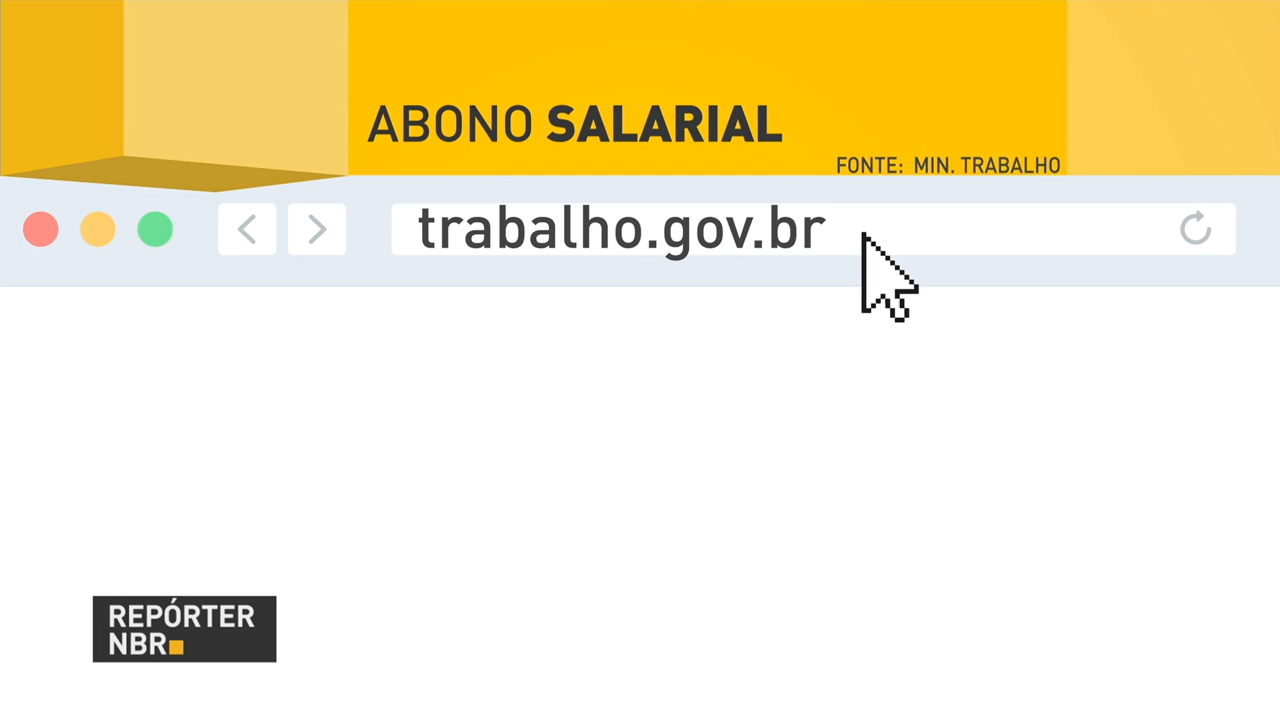 ABONO SALARIAL
FONTE: MIN. TRABALHO
trabalho.gov.br
REPÓRTER
NBR